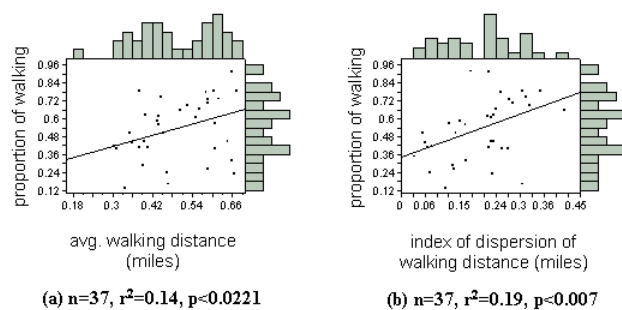 proportion of walking
0.96
0.84
0.72
0.6
0.48
0.36
0.24
0.12
0.18 0.3 0.42 0.54 0.66
avg. walking distance
(miles)
(a) n=37, r²=0.14, p<0.0221
proportion of walking
0.96
0.84
0.72
0.6
0.48
0.36
0.24
0.12
0 0.06 0.15 0.24 0.3 0.36 0.45
index of dispersion of
walking distance (miles)
(b) n=37, r²=0.19, p<0.007